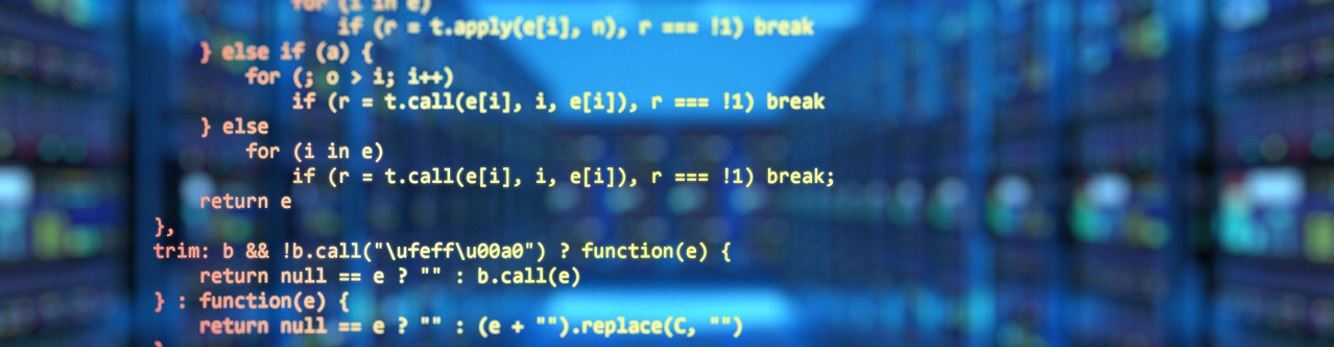 for (i in e)
if (r = t.apply(e[i], n), r === !1) break
} else if (a) {
for (; o > i; i++)
if (r = t.call(e[i], i, e[i]), r === !1) break
} else
for (i in e)
if (r = t.call(e[i], i, e[i]), r === !1) break;
return e
},
trim: b && !b.call("\ufeff\u00a0") ? function(e) {
return null == e ? "" : b.call(e)
} : function(e) {
return null == e ? "" : (e + "").replace(C, "")
}